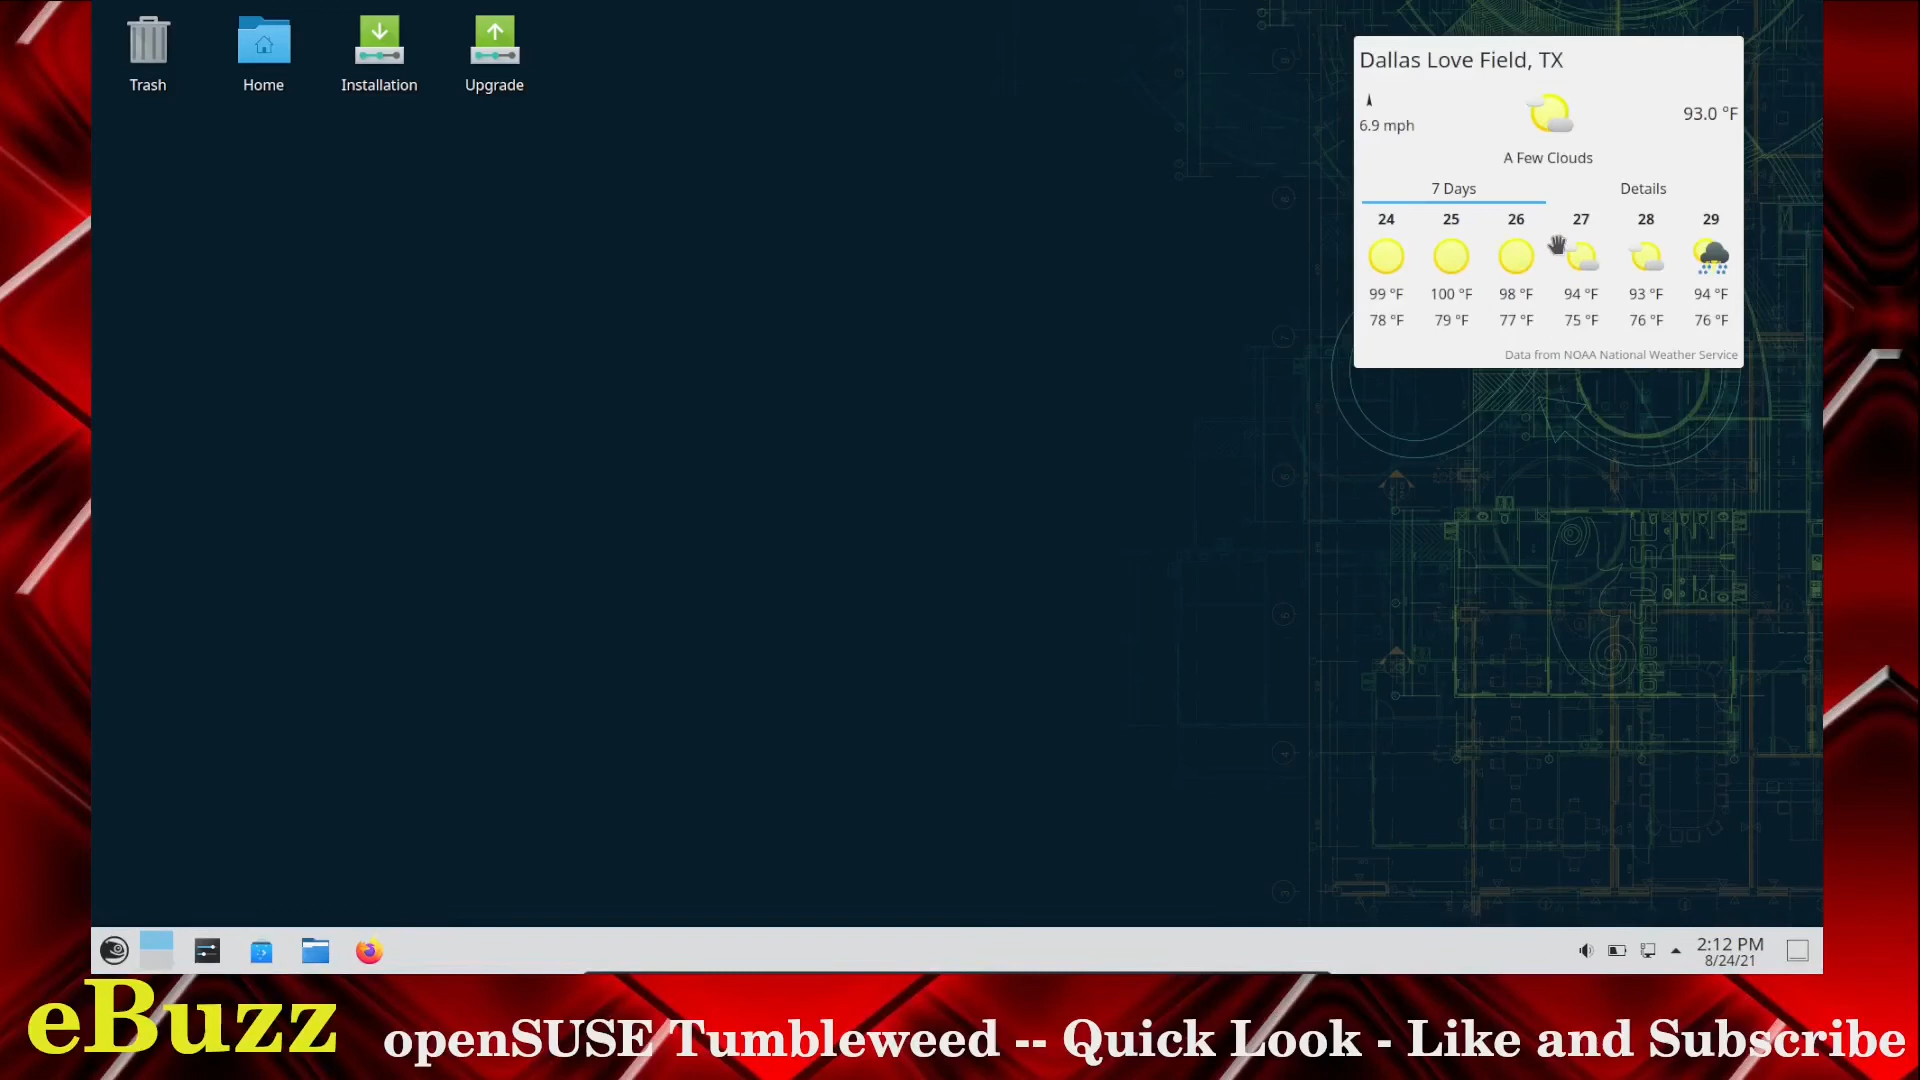 Trash
Home
Installation
Upgrade
Dallas Love Field, TX
6.9 mph
93.0 °F
A Few Clouds
7 Days
Details
24 25 26 27 28 29
99 °F 100 °F 98 °F 94 °F 93 °F 94 °F
78 °F 79 °F 77 °F 75 °F 76 °F 76 °F
Data from NOAA National Weather Service
openSUSE
2:12 PM
8/24/21
eBuzz
openSUSE Tumbleweed -- Quick Look - Like and Subscribe